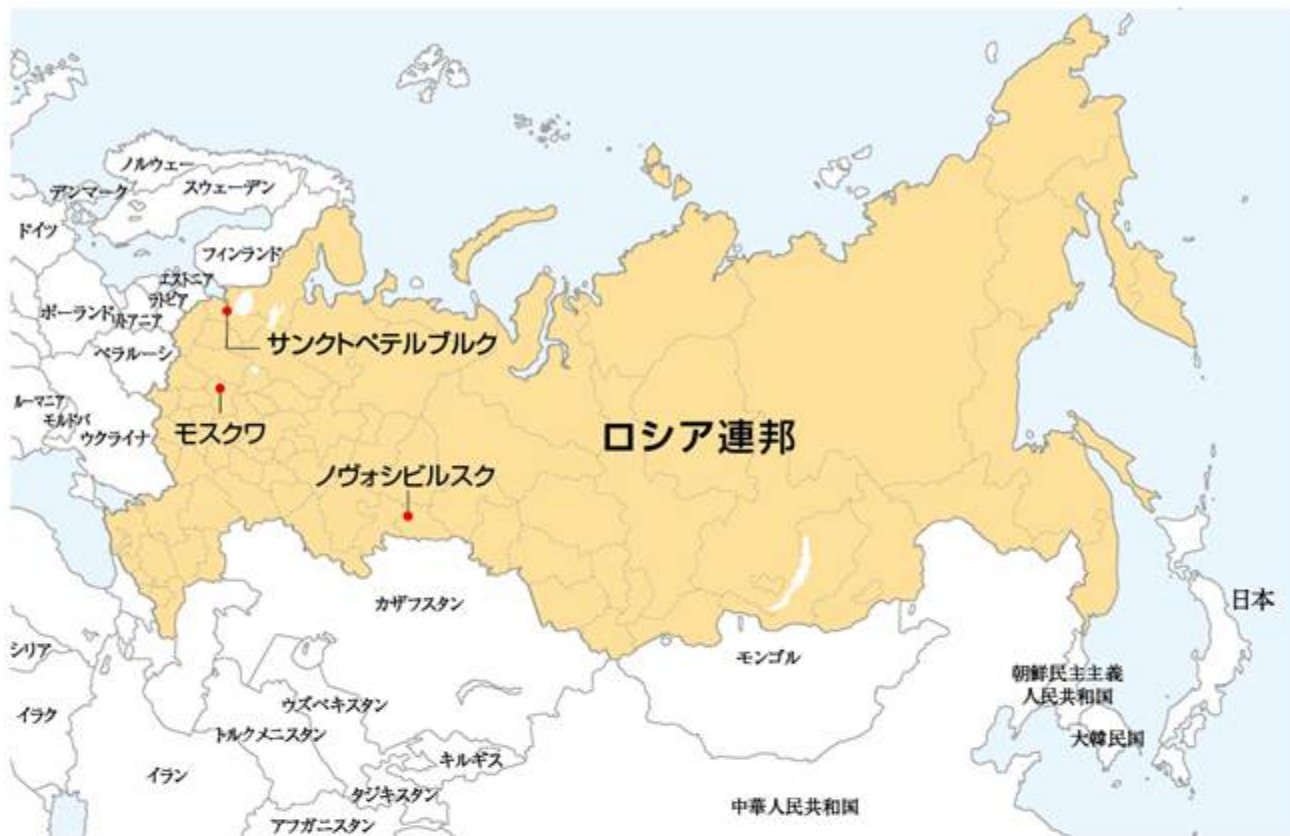 ノルウェー
デンマーク
スウェーデン
ドイツ
フィンランド
エストニア
ラトビア
リトアニア
ポーランド
ベラルーシ
サンクトペテルブルク
ルーマニア
モルドバ
ウクライナ
モスクワ
ロシア連邦
ノヴォシビルスク
カザフスタン
日本
シリア
モンゴル
朝鮮民主主義
人民共和国
イラク
ウズベキスタン
トルクメニスタン
大韓民国
キルギス
イラン
タジキスタン
中華人民共和国
アフガニスタン